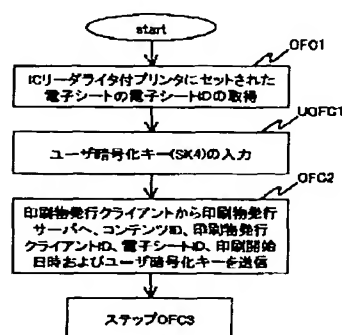 start
OFC1
ICリーダライタ付プリンタにセットされた
電子シートの電子シートIDの取得
UOFC1
ユーザ暗号化キー(SK4)の入力
OFC2
印刷物発行クライアントから印刷物発行
サーバへ、コンテンツID、印刷物発行
クライアントID、電子シートID、印刷開始
日時およびユーザ暗号化キーを送信
ステップOFC3